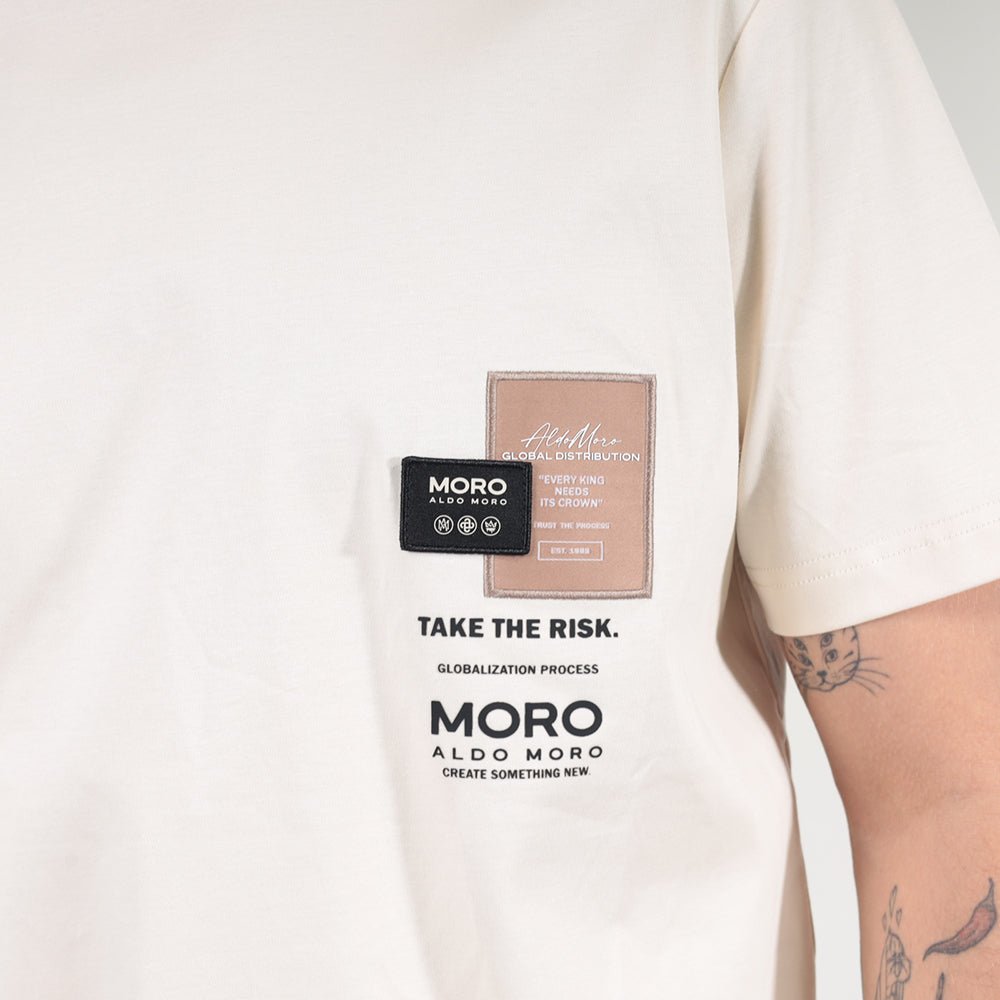 AldoMoro
GLOBAL DISTRIBUTION
"EVERY KING
NEEDS
ITS CROWN"
TRUST THE PROCESS
MORO
ALDO MORO
TAKE THE RISK.
GLOBALIZATION PROCESS
MORO
ALDO MORO
CREATE SOMETHING NEW.